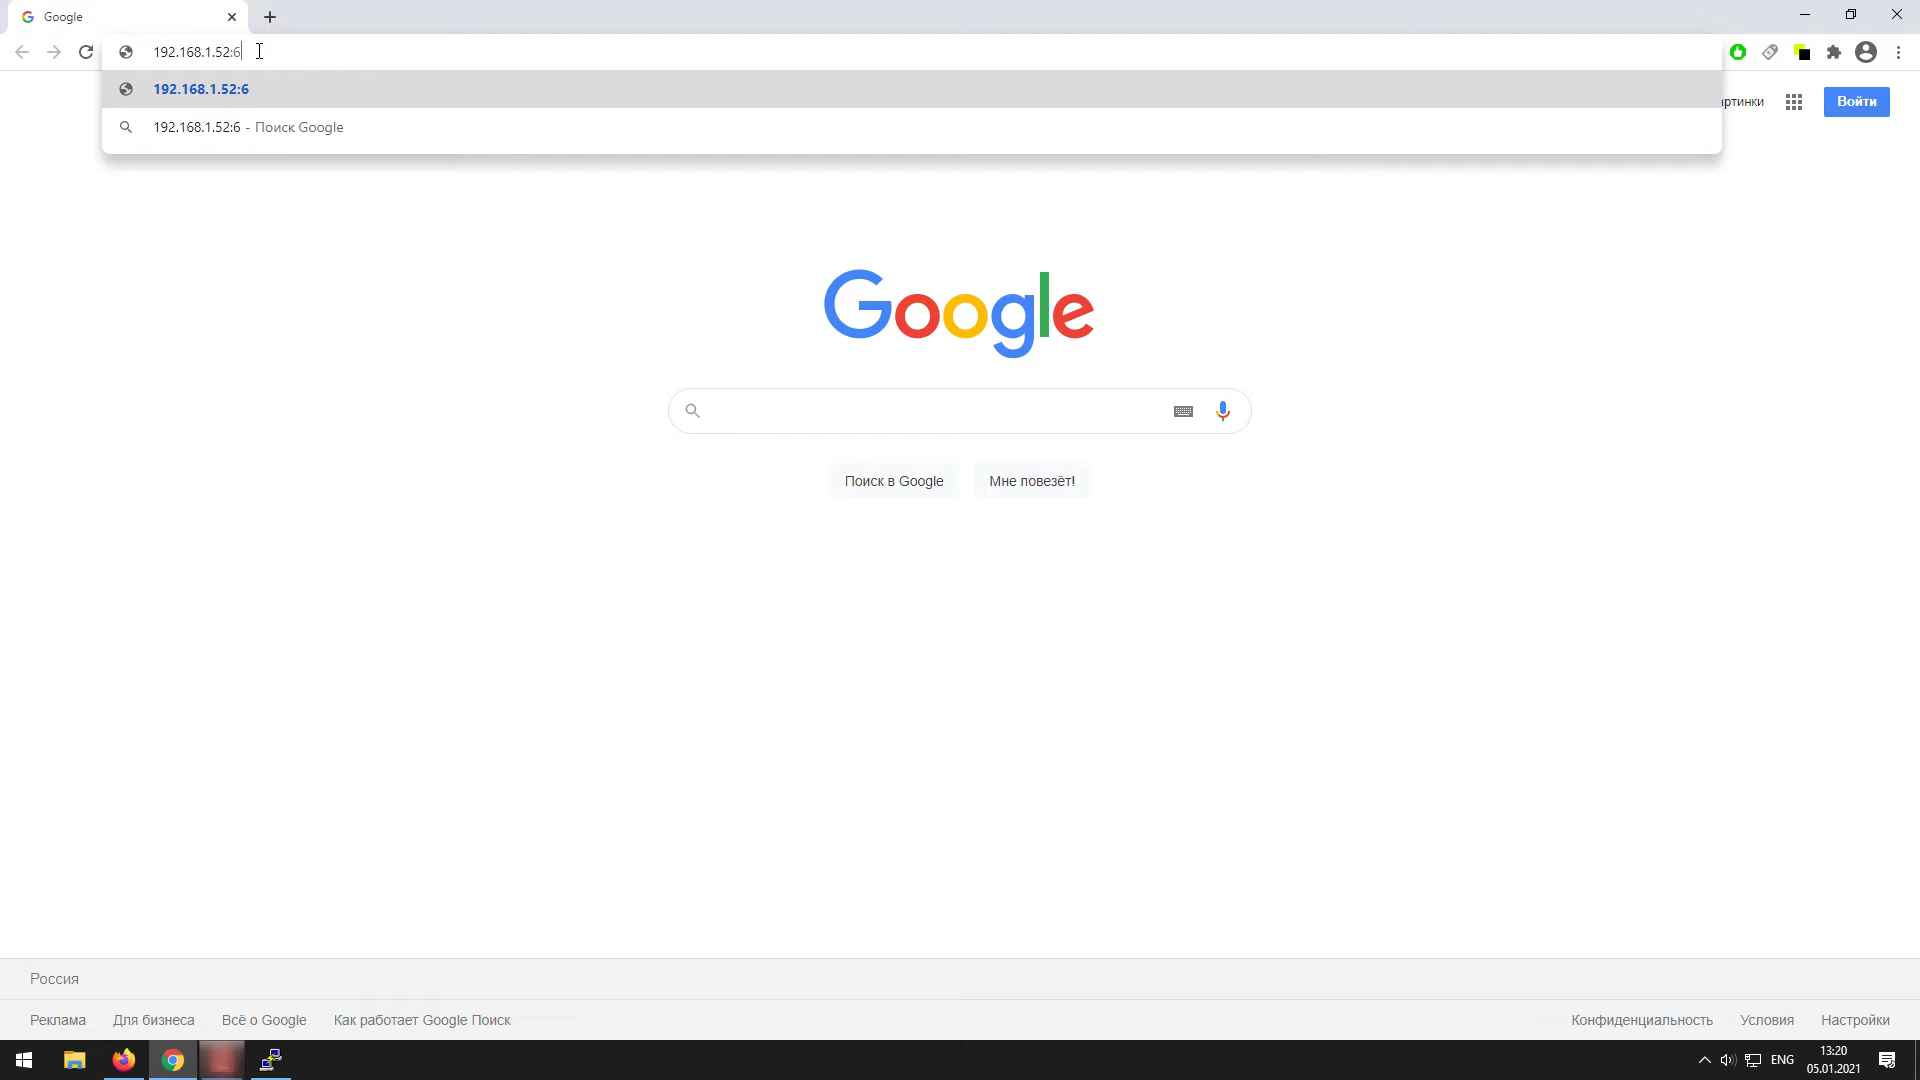 Google
192.168.1.52:6
192.168.1.52:6
192.168.1.52:6 - Поиск Google
ртинки
Войти
Google
Поиск в Google
Мне повезёт!
Россия
Реклама
Для бизнеса
Всё о Google
Как работает Google Поиск
Конфиденциальность
Условия
Настройки
ENG
13:20
05.01.2021